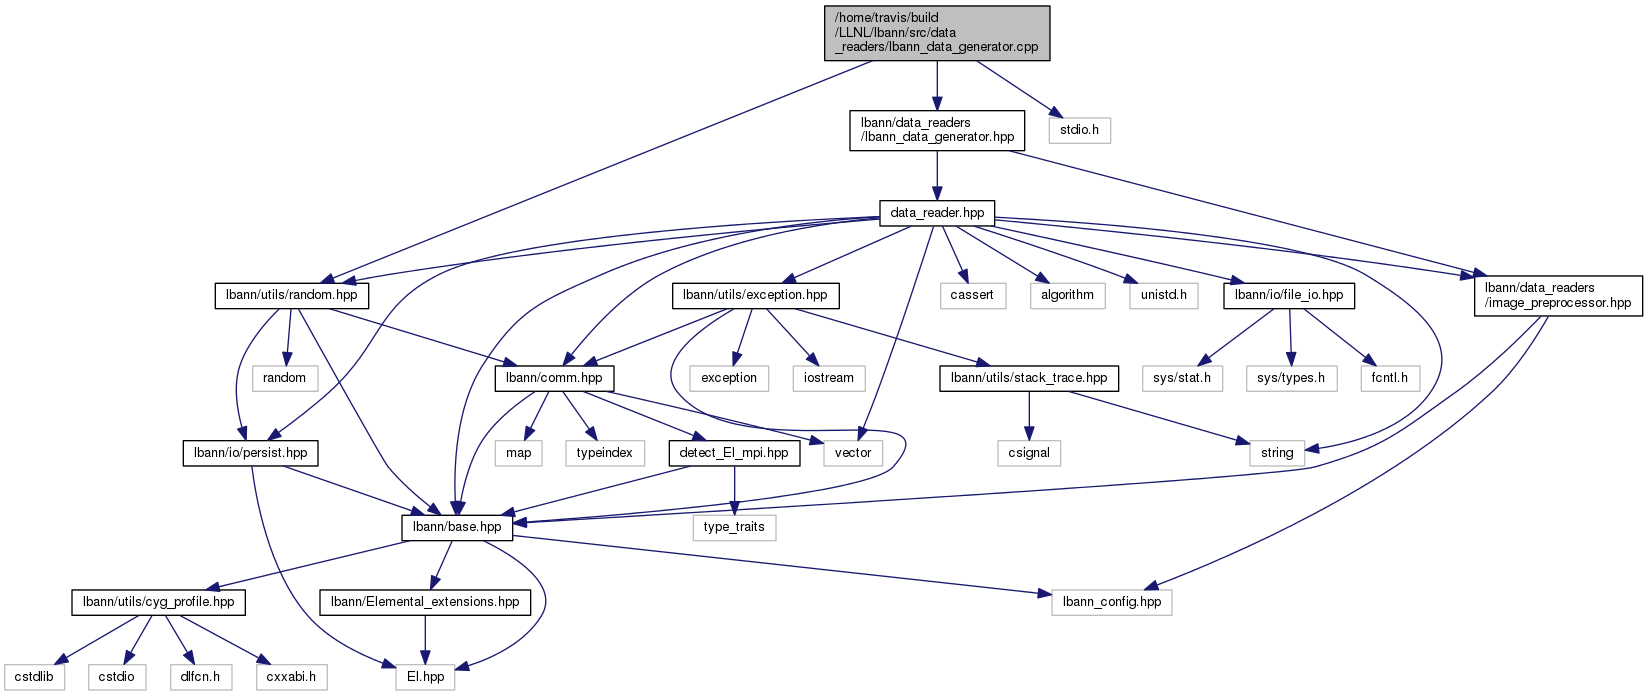 /home/travis/build
/LLNL/lbann/src/data
_readers/lbann_data_generator.cpp
lbann/data_readers
/lbann_data_generator.hpp
stdio.h
data_reader.hpp
lbann/utils/random.hpp
lbann/utils/exception.hpp
cassert
algorithm
unistd.h
lbann/io/file_io.hpp
lbann/data_readers
/image_preprocessor.hpp
random
lbann/comm.hpp
exception
iostream
lbann/utils/stack_trace.hpp
sys/stat.h
sys/types.h
fcntl.h
lbann/io/persist.hpp
map
typeindex
detect_El_mpi.hpp
vector
csignal
string
lbann/base.hpp
type_traits
lbann/utils/cyg_profile.hpp
lbann/Elemental_extensions.hpp
lbann_config.hpp
cstdlib
cstdio
dlfcn.h
cxxabi.h
El.hpp